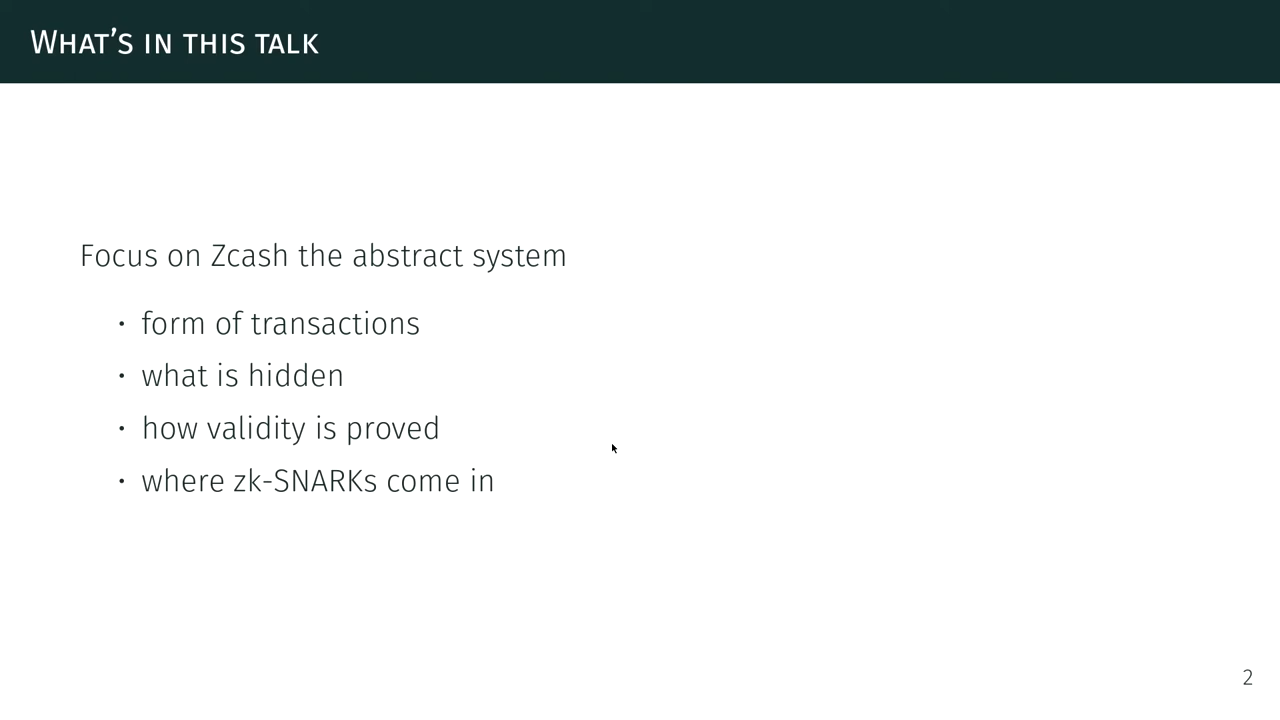 What's in this talk
Focus on Zcash the abstract system
• form of transactions
• what is hidden
• how validity is proved
• where zk-SNARKs come in
2